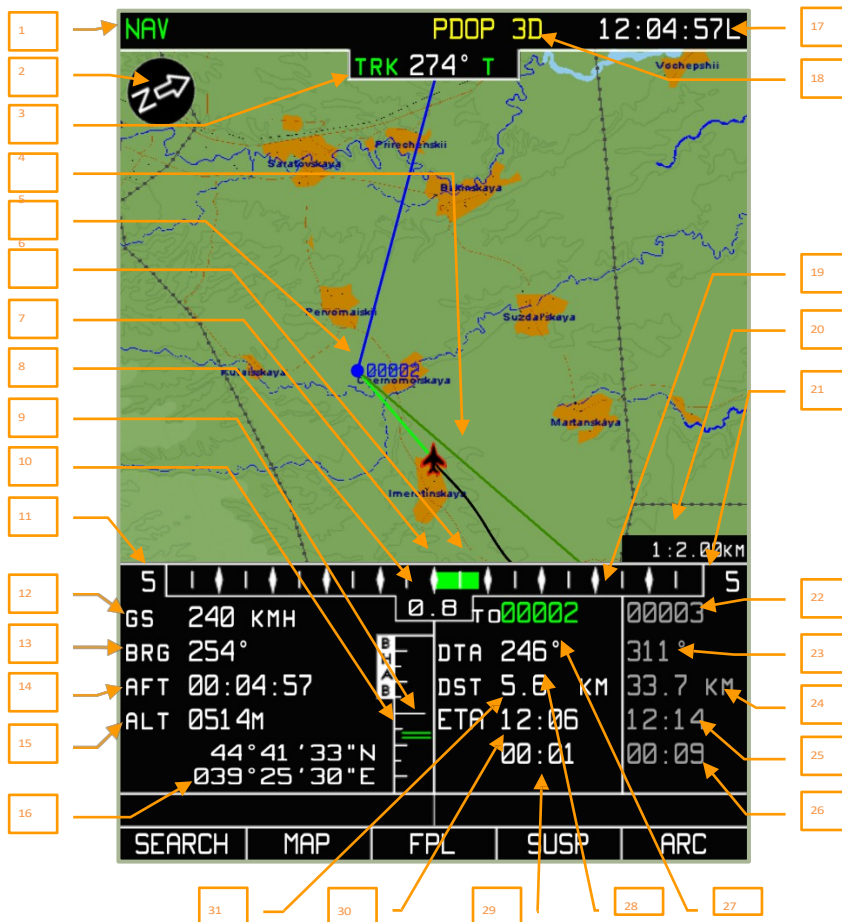 1
NAV
PDOP 3D
12:04:57L
17
2
TRK 274° T
Vochepshii
18
N
3
Saratovskaya
Prirechenskii
4
Bakinskaya
5
6
19
7
Pervomaiskii
Suzdal'skaya
20
8
00002
Kutaisskaya
Chernomorskaya
21
9
Martanskaya
10
Imeretinskaya
11
1:2.00KM
5
5
12
GS 240 KMH
0.8
TO 00002
00003
22
13
BRG 254°
BHAB
DTA 246°
311°
23
14
AFT 00:04:57
DST 5.6 KM
33.7 KM
24
15
ALT 0514M
ETA 12:06
12:14
25
44°41'33"N
00:01
00:09
16
039°25'30"E
26
SEARCH
MAP
FPL
SUSP
ARC
31
30
29
28
27